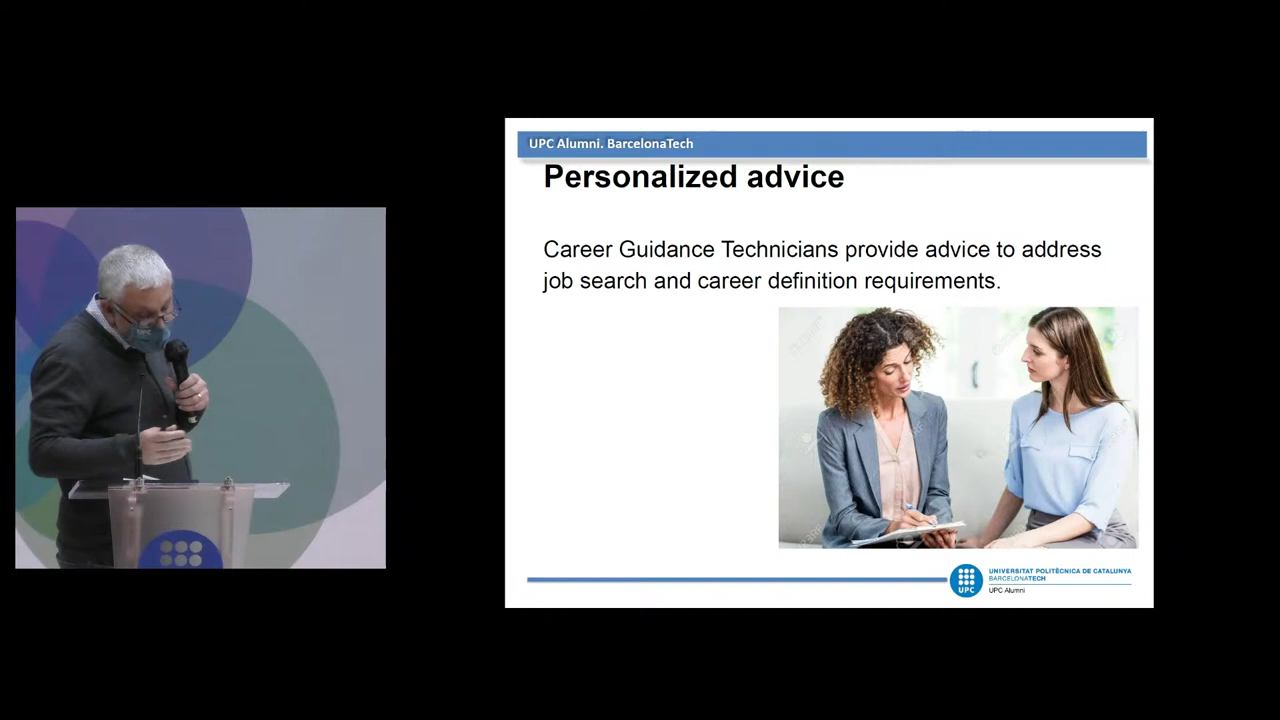 UPC Alumni. BarcelonaTech
Personalized advice
Career Guidance Technicians provide advice to address
job search and career definition requirements.
UNIVERSITAT POLITÈCNICA DE CATALUNYA
BARCELONATECH
UPC
UPC Alumni